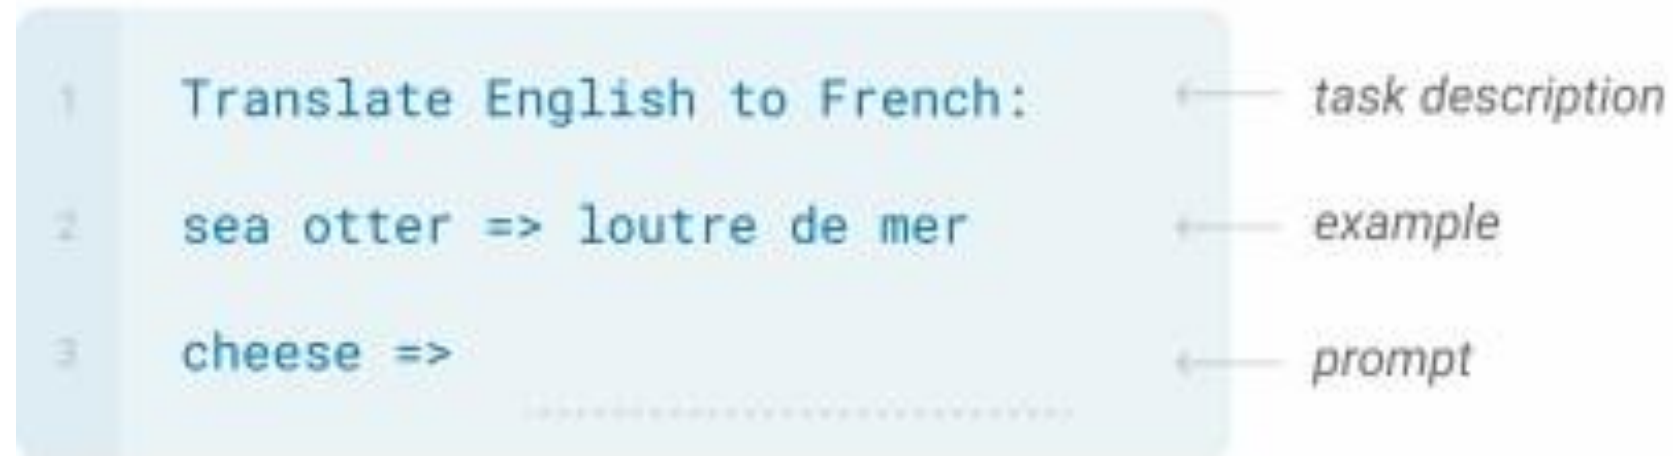 1 Translate English to French: ← task description
2 sea otter => loutre de mer ← example
3 cheese => ← prompt